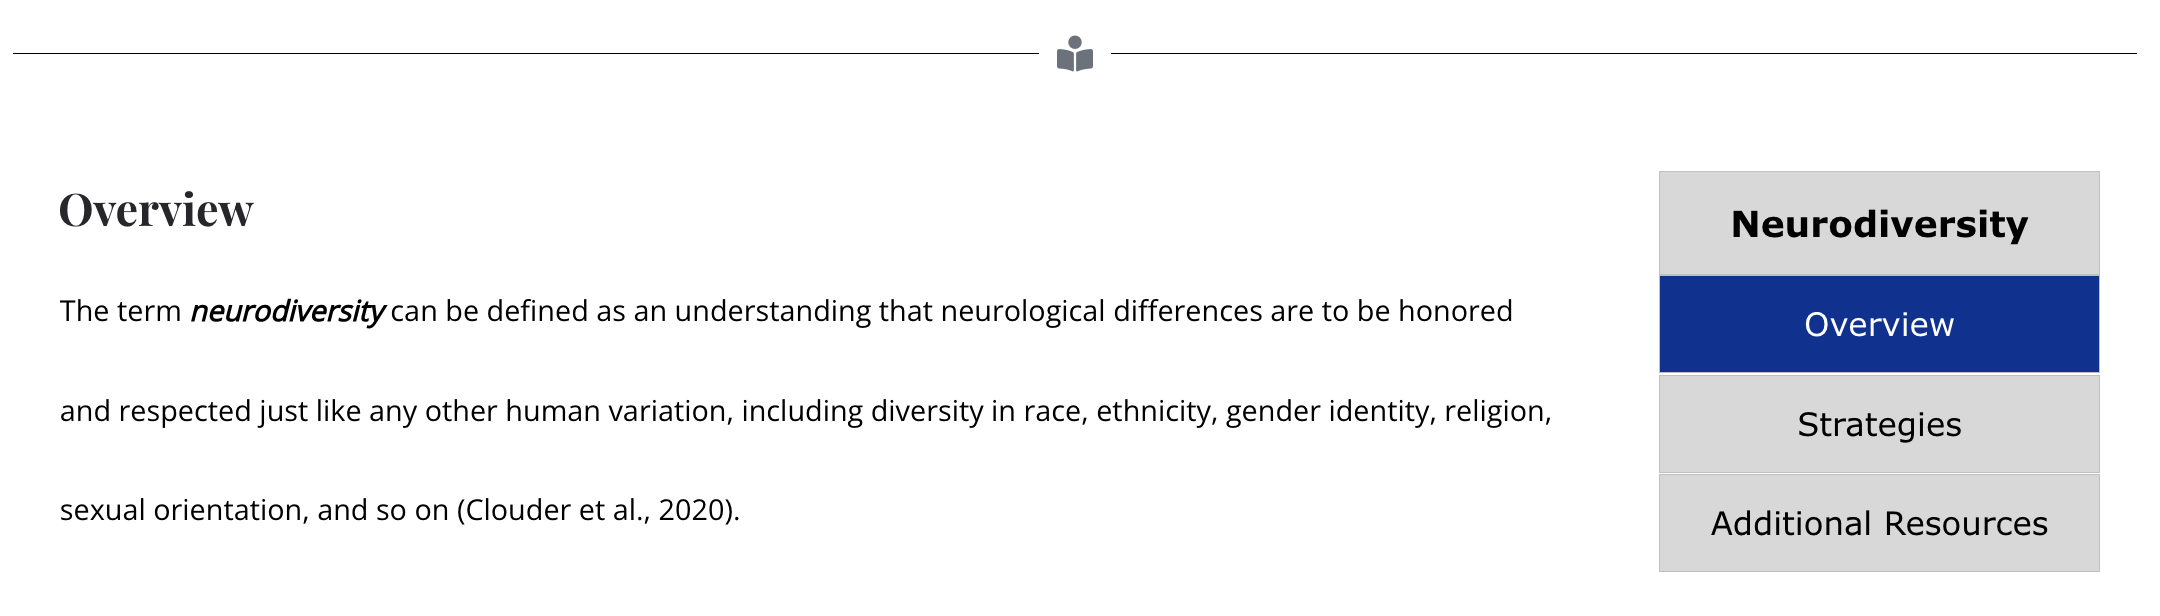 Overview
The term neurodiversity can be defined as an understanding that neurological differences are to be honored
and respected just like any other human variation, including diversity in race, ethnicity, gender identity, religion,
sexual orientation, and so on (Clouder et al., 2020).
Neurodiversity
Overview
Strategies
Additional Resources